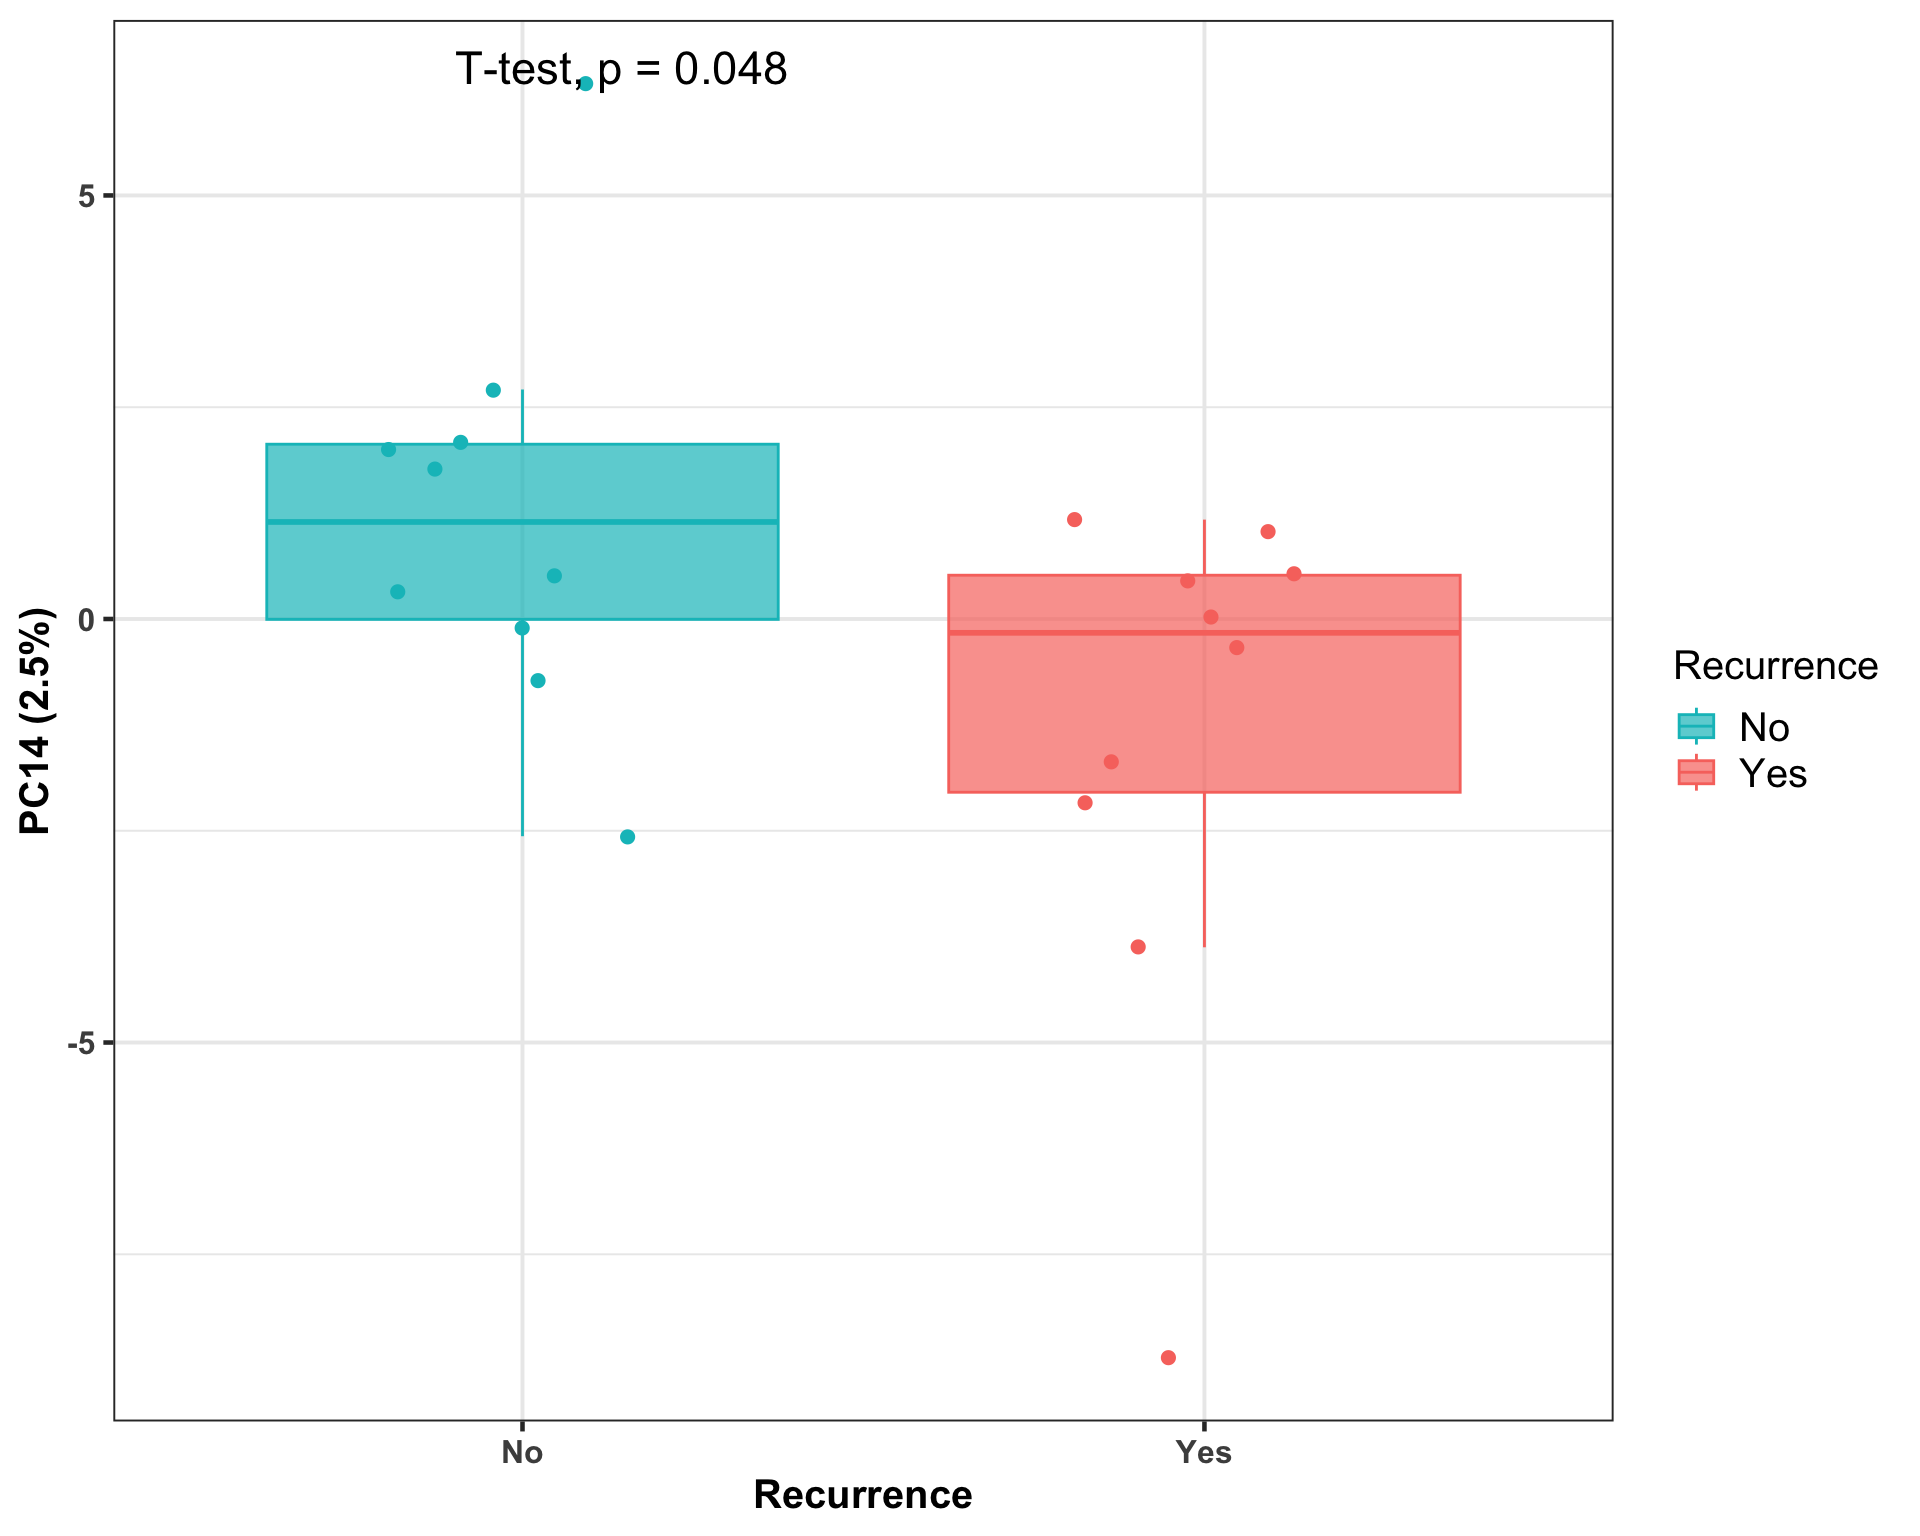 T-test, p = 0.048
5
0
-5
PC14 (2.5%)
No
Yes
Recurrence
Recurrence
No
Yes